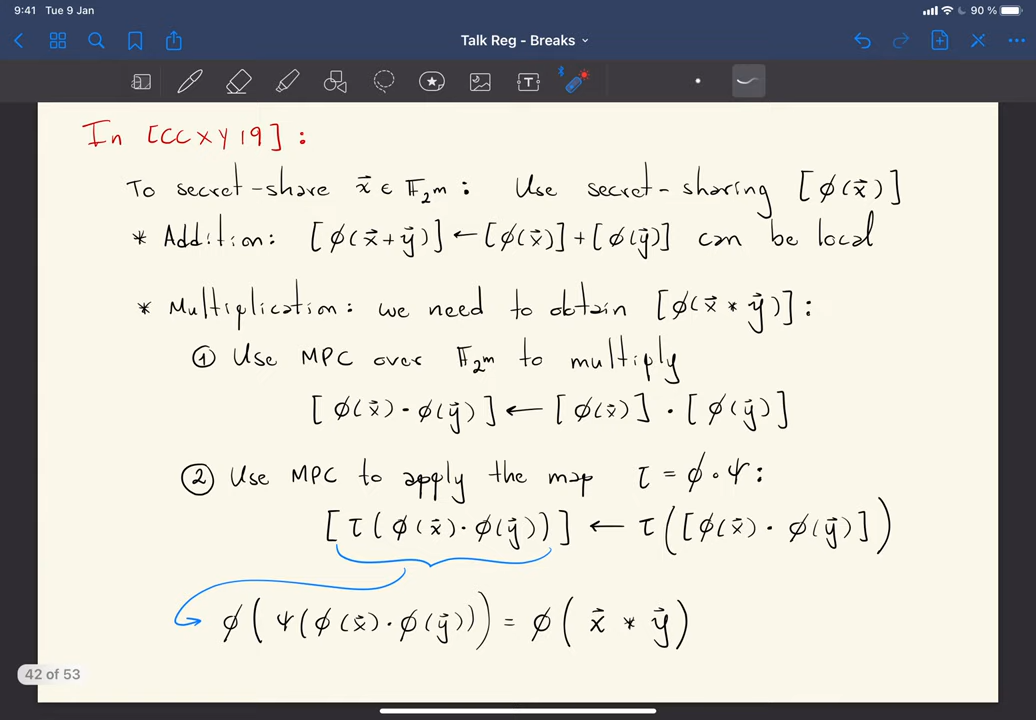 9:41 Tue 9 Jan
90 %
Talk Reg - Breaks
In [CCXY19]:
To secret-share x⃗ ∈ 𝔽₂m : Use secret-sharing [ϕ(x⃗)]
* Addition: [ϕ(x⃗+y⃗)] ← [ϕ(x⃗)] + [ϕ(y⃗)] can be local
* Multiplication: we need to obtain [ϕ(x⃗ * y⃗)] :
① Use MPC over 𝔽₂m to multiply
[ϕ(x⃗) · ϕ(y⃗)] ← [ϕ(x⃗)] · [ϕ(y⃗)]
② Use MPC to apply the map τ = ϕ ∘ ψ :
[τ(ϕ(x⃗) · ϕ(y⃗))] ← τ([ϕ(x⃗) · ϕ(y⃗)])
ϕ(ψ(ϕ(x⃗) · ϕ(y⃗))) = ϕ(x⃗ * y⃗)
42 of 53